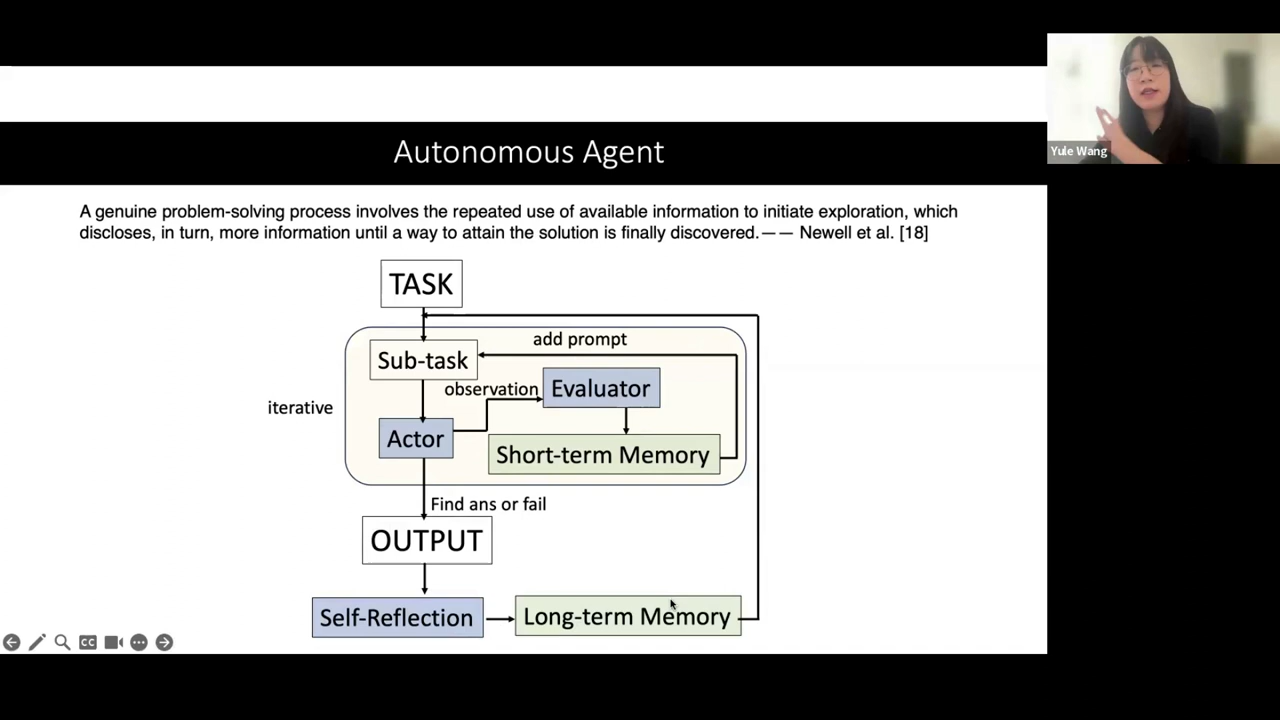 Yule Wang
Autonomous Agent
A genuine problem-solving process involves the repeated use of available information to initiate exploration, which
discloses, in turn, more information until a way to attain the solution is finally discovered.—— Newell et al. [18]
TASK
add prompt
Sub-task
observation
Evaluator
iterative
Actor
Short-term Memory
Find ans or fail
OUTPUT
Self-Reflection
Long-term Memory
CC